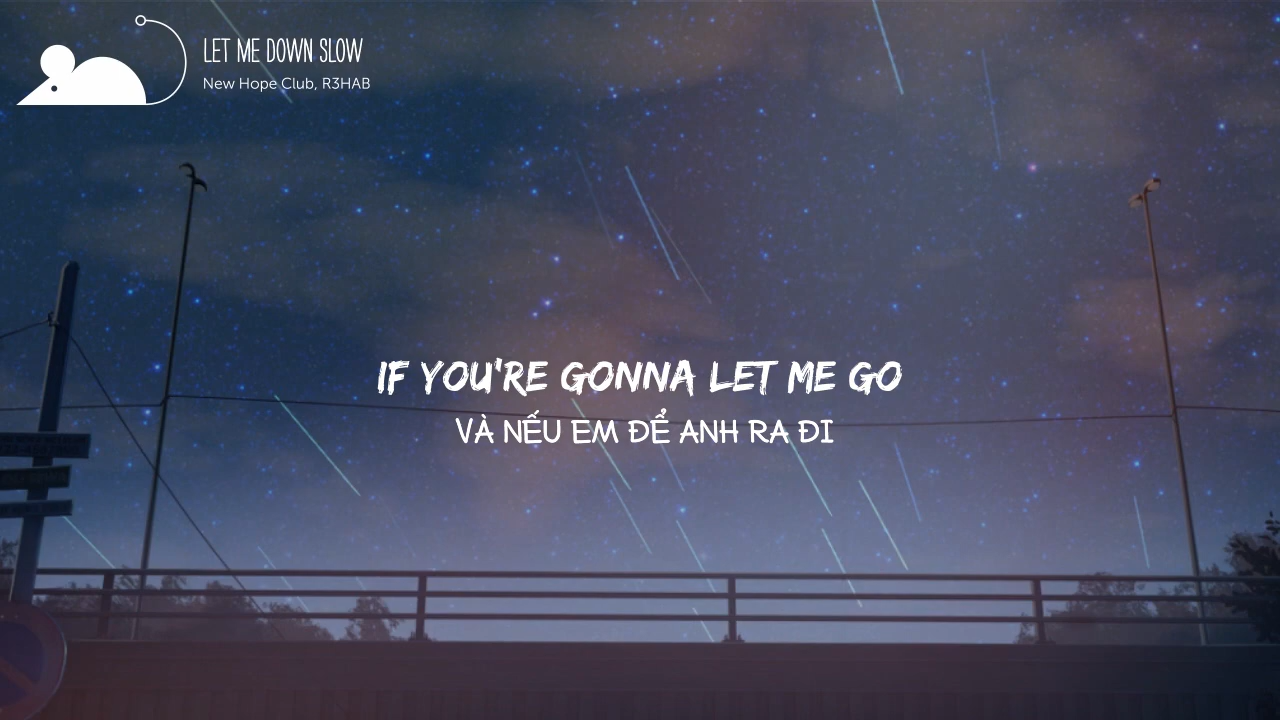 LET ME DOWN SLOW
New Hope Club, R3HAB
IF YOU'RE GONNA LET ME GO
VÀ NẾU EM ĐỂ ANH RA ĐI